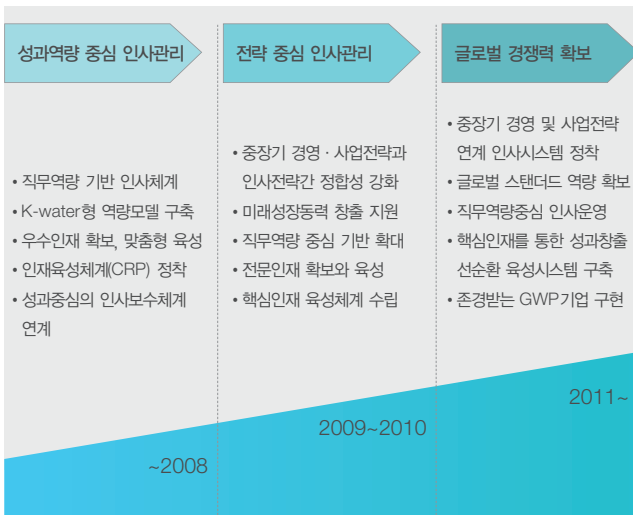 성과역량 중심 인사관리
• 직무역량 기반 인사체계
• K-water형 역량모델 구축
• 우수인재 확보, 맞춤형 육성
• 인재육성체계(CRP) 정착
• 성과중심의 인사보수체계
연계
~2008
전략 중심 인사관리
• 중장기 경영 · 사업전략과
인사전략간 정합성 강화
• 미래성장동력 창출 지원
• 직무역량 중심 기반 확대
• 전문인재 확보와 육성
• 핵심인재 육성체계 수립
2009~2010
글로벌 경쟁력 확보
• 중장기 경영 및 사업전략
연계 인사시스템 정착
• 글로벌 스탠더드 역량 확보
• 직무역량중심 인사운영
• 핵심인재를 통한 성과창출
선순환 육성시스템 구축
• 존경받는 GWP기업 구현
2011~